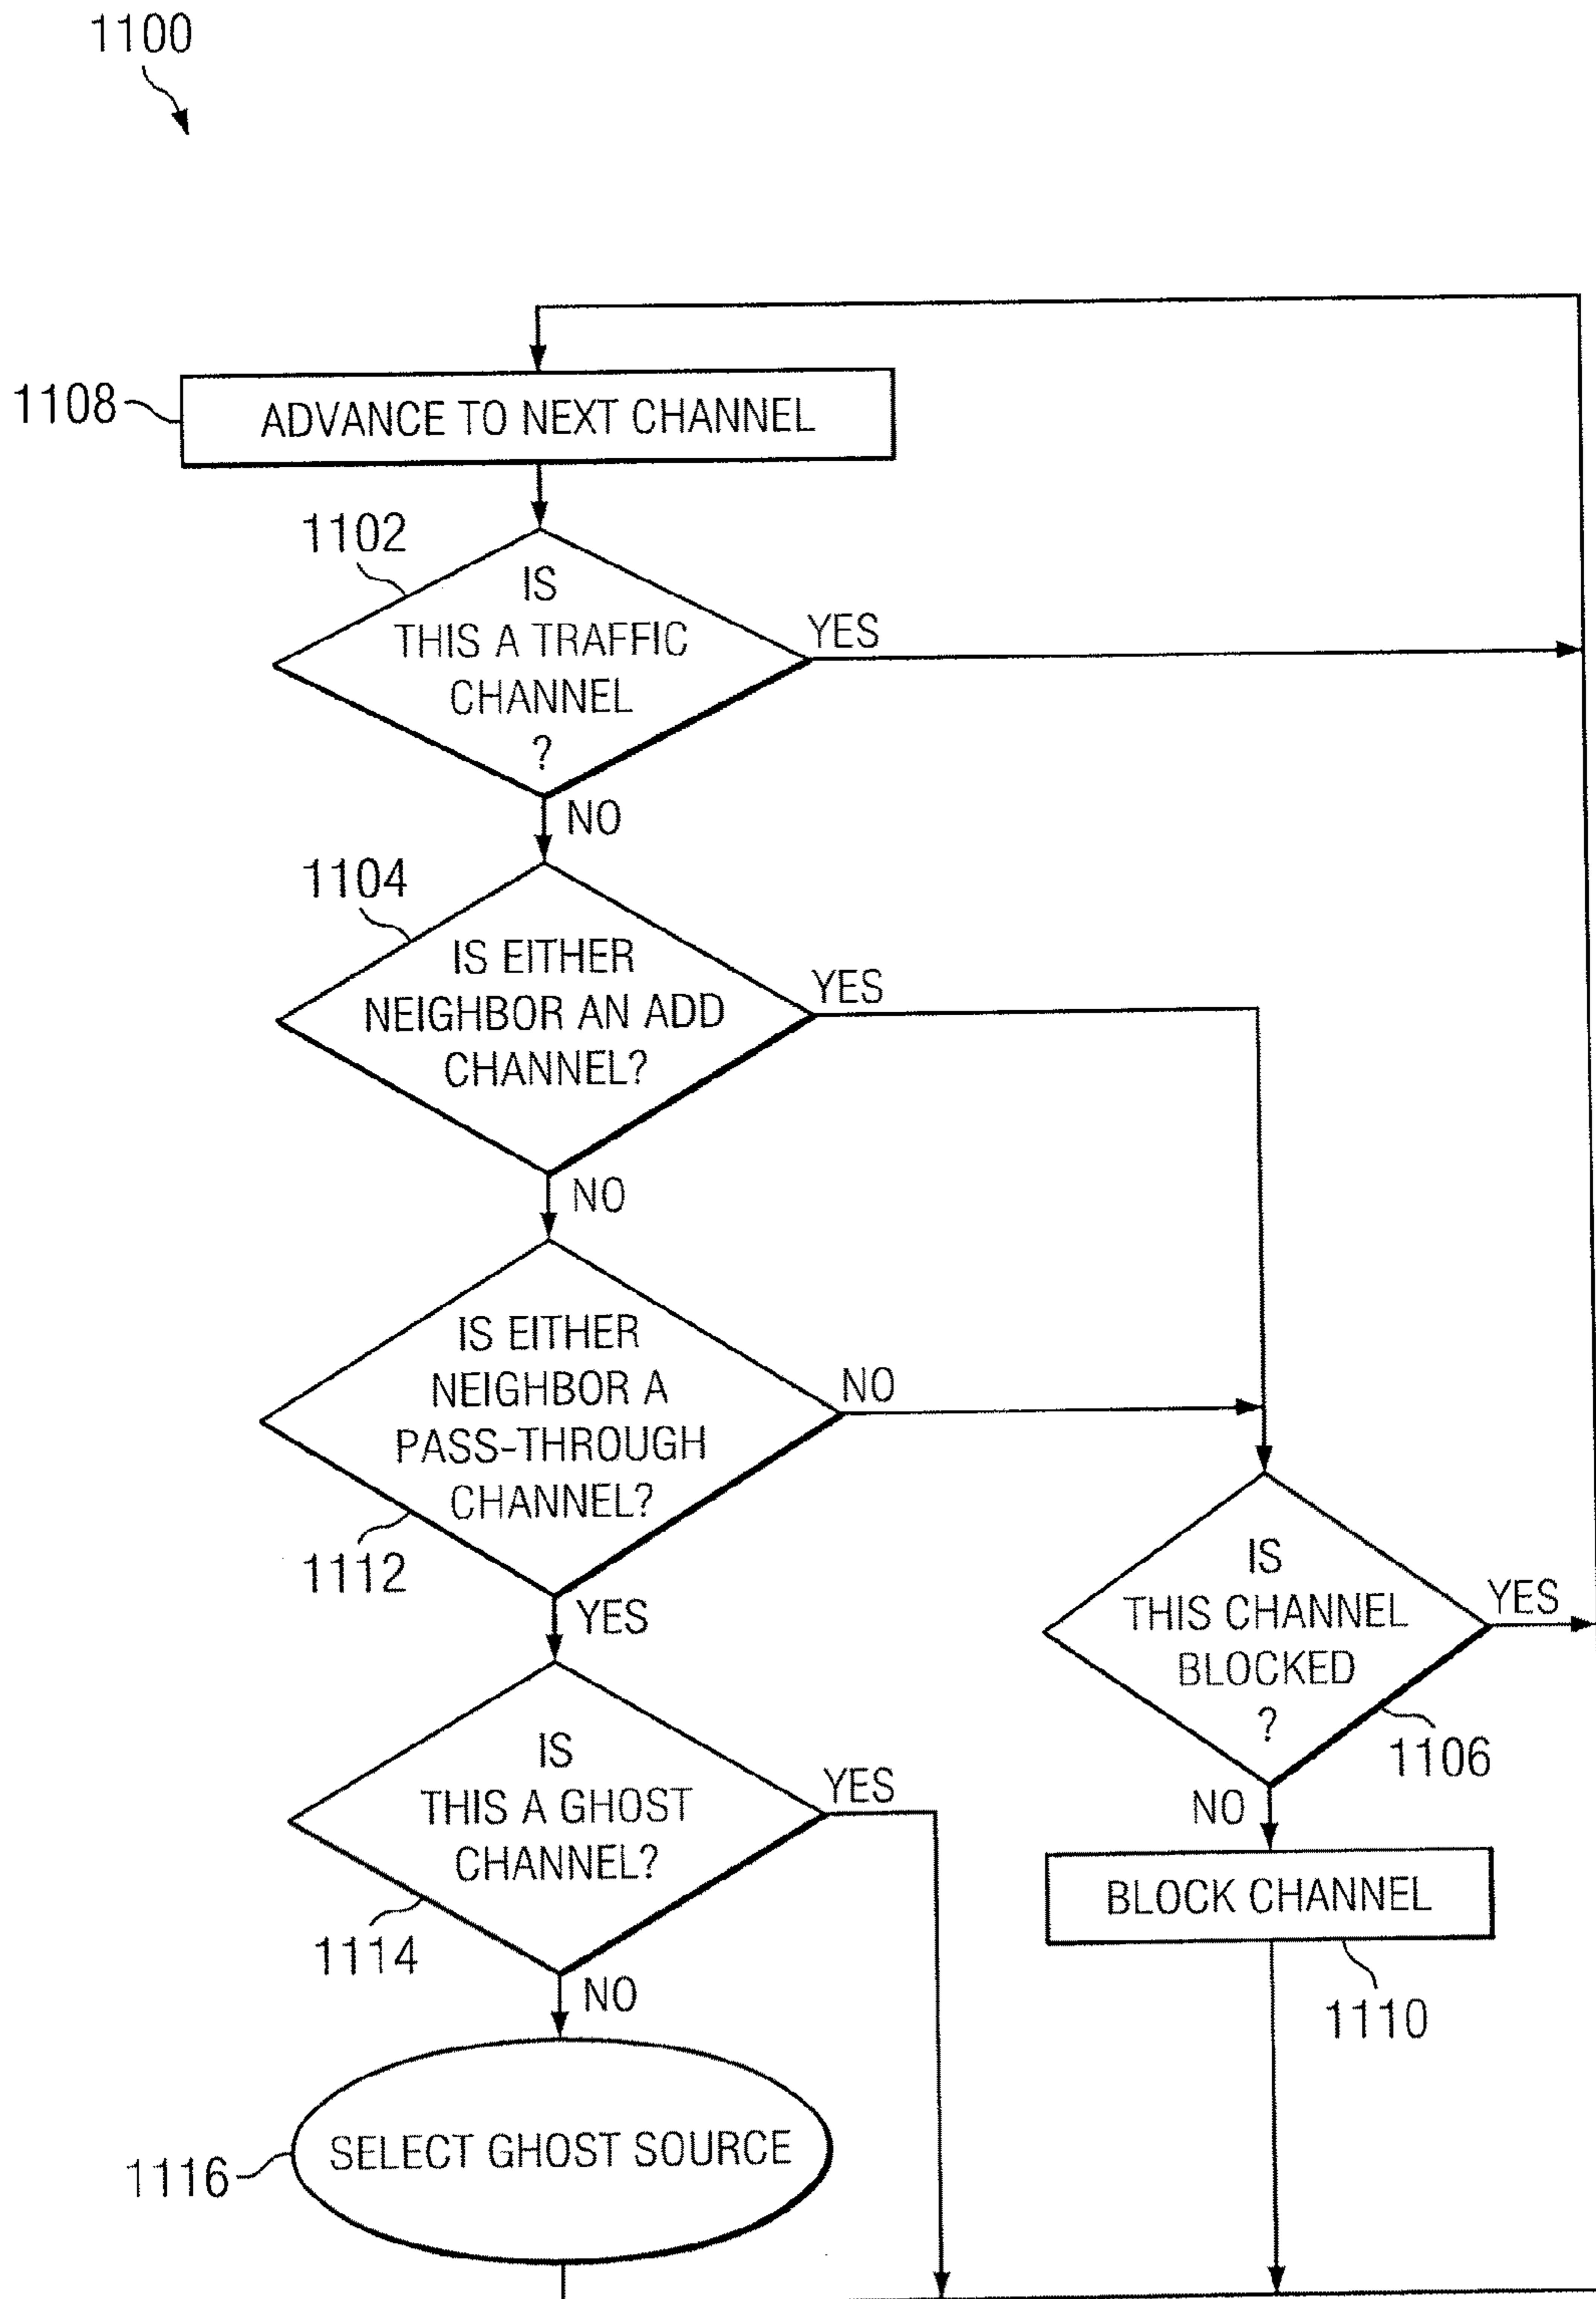 1100
1108
ADVANCE TO NEXT CHANNEL
1102
IS
THIS A TRAFFIC
CHANNEL
?
YES
NO
1104
IS EITHER
NEIGHBOR AN ADD
CHANNEL?
YES
NO
IS EITHER
NEIGHBOR A
PASS-THROUGH
CHANNEL?
NO
1112
YES
IS
THIS CHANNEL
BLOCKED
?
YES
1106
NO
IS
THIS A GHOST
CHANNEL?
YES
1114
NO
BLOCK CHANNEL
1110
SELECT GHOST SOURCE
1116